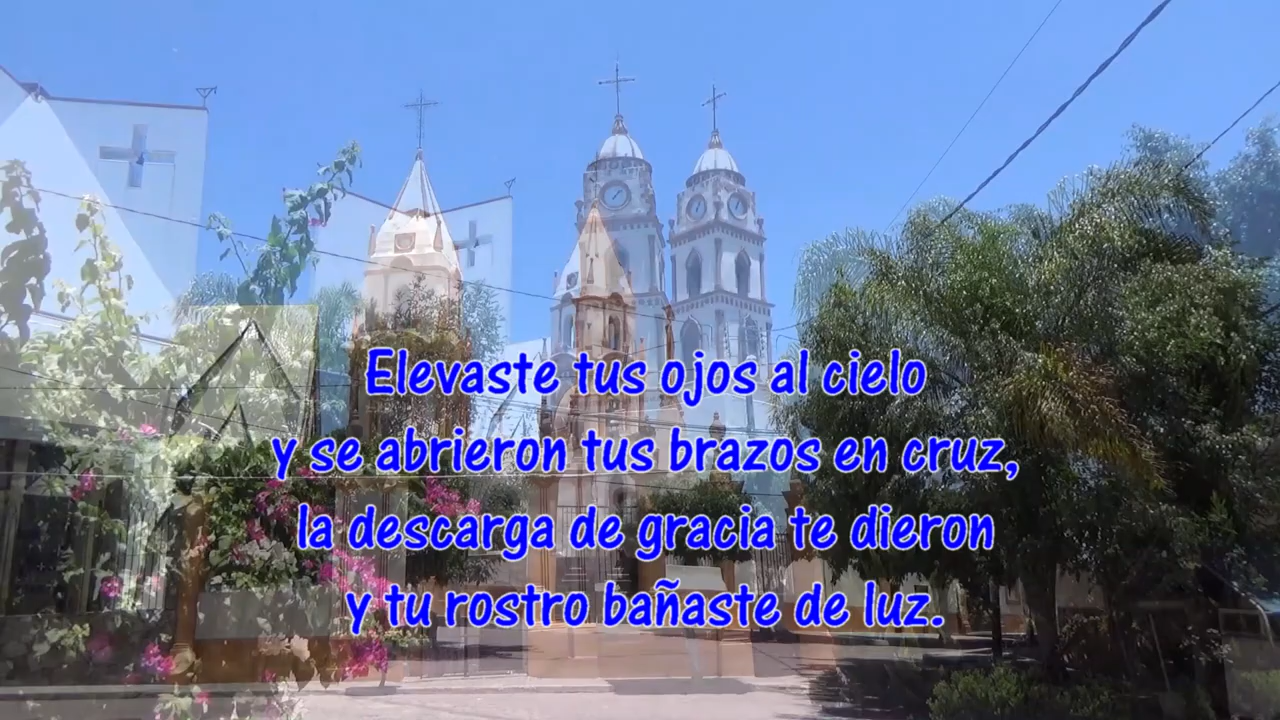 Elevaste tus ojos al cielo
y se abrieron tus brazos en cruz,
la descarga de gracia te dieron
y tu rostro bañaste de luz.